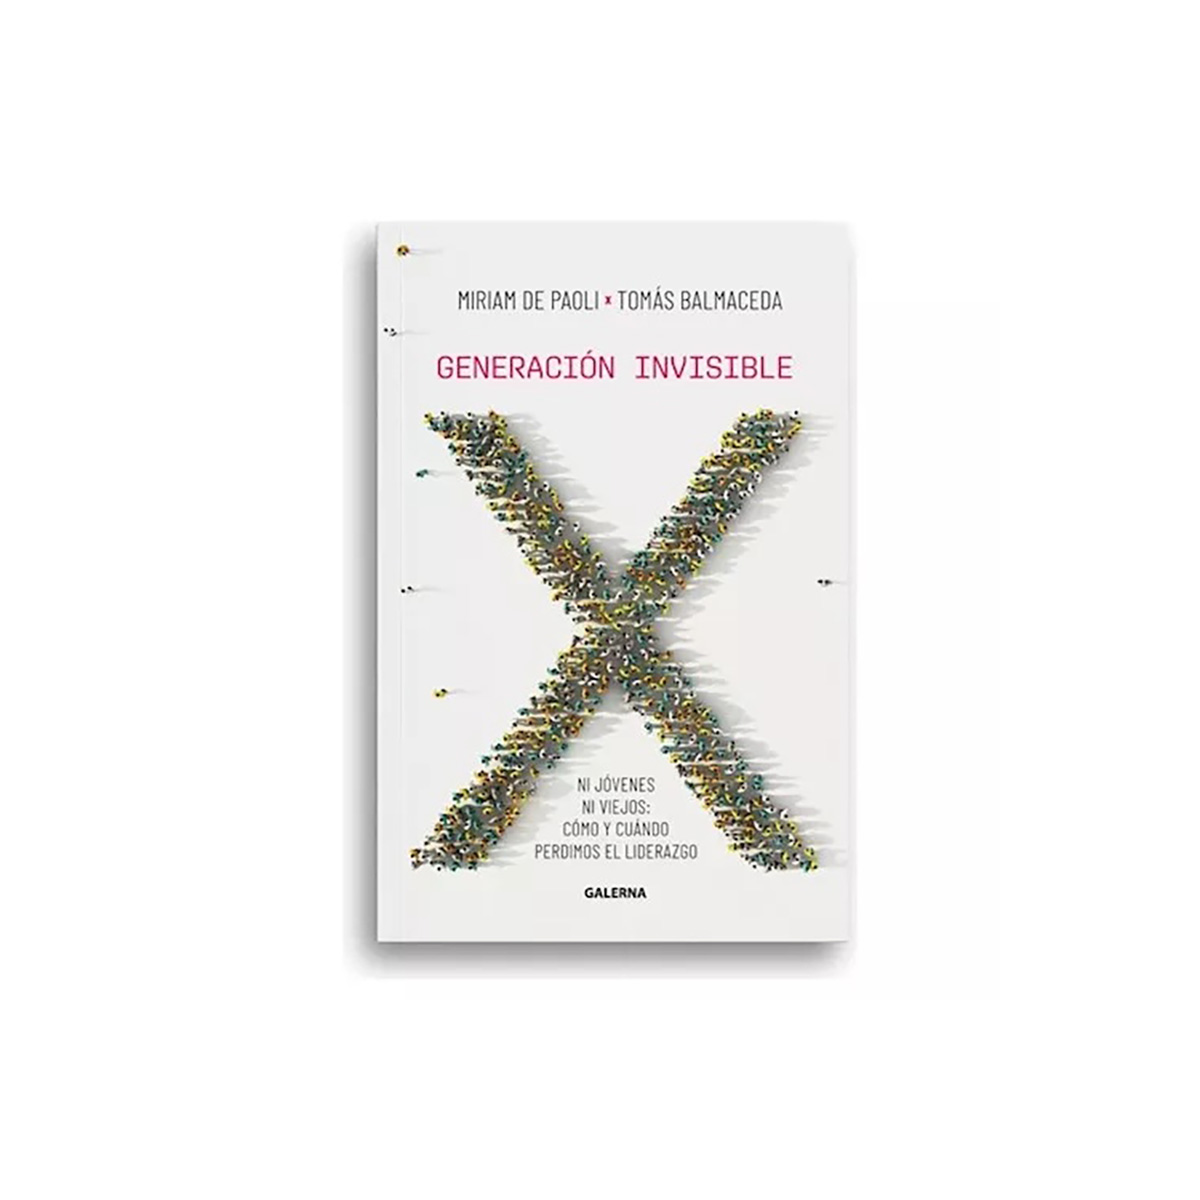 MIRIAM DE PAOLI x TOMÁS BALMACEDA
GENERACIÓN INVISIBLE
X
NI JÓVENES
NI VIEJOS:
CÓMO Y CUÁNDO
PERDIMOS EL LIDERAZGO
GALERNA